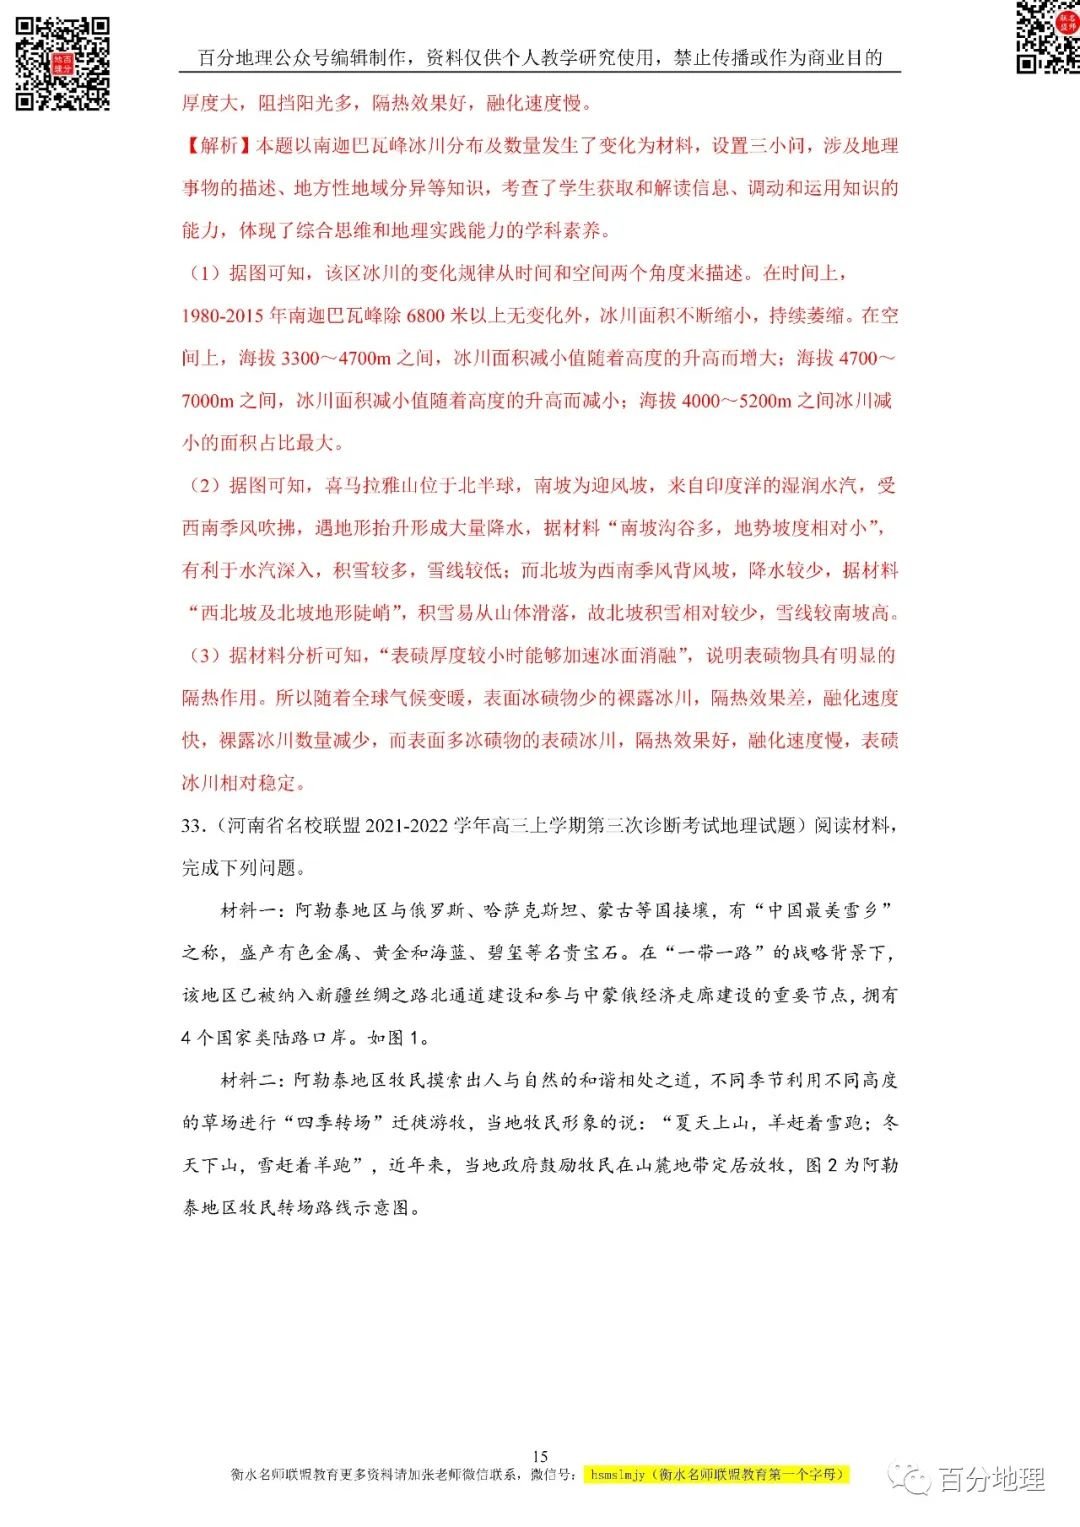 百分地理公众号编辑制作，资料仅供个人教学研究使用，禁止传播或作为商业目的
厚度大，阻挡阳光多，隔热效果好，融化速度慢。
【解析】本题以南迦巴瓦峰冰川分布及数量发生了变化为材料，设置三小问，涉及地理
事物的描述、地方性地域分异等知识，考查了学生获取和解读信息、调动和运用知识的
能力，体现了综合思维和地理实践能力的学科素养。
（1）据图可知，该区冰川的变化规律从时间和空间两个角度来描述。在时间上，
1980-2015 年南迦巴瓦峰除 6800 米以上无变化外，冰川面积不断缩小，持续萎缩。在空
间上，海拔 3300～4700m 之间，冰川面积减小值随着高度的升高而增大；海拔 4700～
7000m 之间，冰川面积减小值随着高度的升高而减小；海拔 4000～5200m 之间冰川减
小的面积占比最大。
（2）据图可知，喜马拉雅山位于北半球，南坡为迎风坡，来自印度洋的湿润水汽，受
西南季风吹拂，遇地形抬升形成大量降水，据材料“南坡沟谷多，地势坡度相对小”，
有利于水汽深入，积雪较多，雪线较低；而北坡为西南季风背风坡，降水较少，据材料
“西北坡及北坡地形陡峭”，积雪易从山体滑落，故北坡积雪相对较少，雪线较南坡高。
（3）据材料分析可知，“表碛厚度较小时能够加速冰面消融”，说明表碛物具有明显的
隔热作用。所以随着全球气候变暖，表面冰碛物少的裸露冰川，隔热效果差，融化速度
快，裸露冰川数量减少，而表面多冰碛物的表碛冰川，隔热效果好，融化速度慢，表碛
冰川相对稳定。
33．（河南省名校联盟 2021-2022 学年高三上学期第三次诊断考试地理试题）阅读材料，
完成下列问题。
材料一：阿勒泰地区与俄罗斯、哈萨克斯坦、蒙古等国接壤，有“中国最美雪乡”
之称，盛产有色金属、黄金和海蓝、碧玺等名贵宝石。在“一带一路”的战略背景下，
该地区已被纳入新疆丝绸之路北通道建设和参与中蒙俄经济走廊建设的重要节点，拥有
4 个国家类陆路口岸。如图 1。
材料二：阿勒泰地区牧民摸索出人与自然的和谐相处之道，不同季节利用不同高度
的草场进行“四季转场”迁徙游牧，当地牧民形象的说：“夏天上山，羊赶着雪跑；冬
天下山，雪赶着羊跑”，近年来，当地政府鼓励牧民在山麓地带定居放牧，图 2 为阿勒
泰地区牧民转场路线示意图。
15
衡水名师联盟教育更多资料请加张老师微信联系，微信号：hsmslmjy（衡水名师联盟教育第一个字母）
百分地理